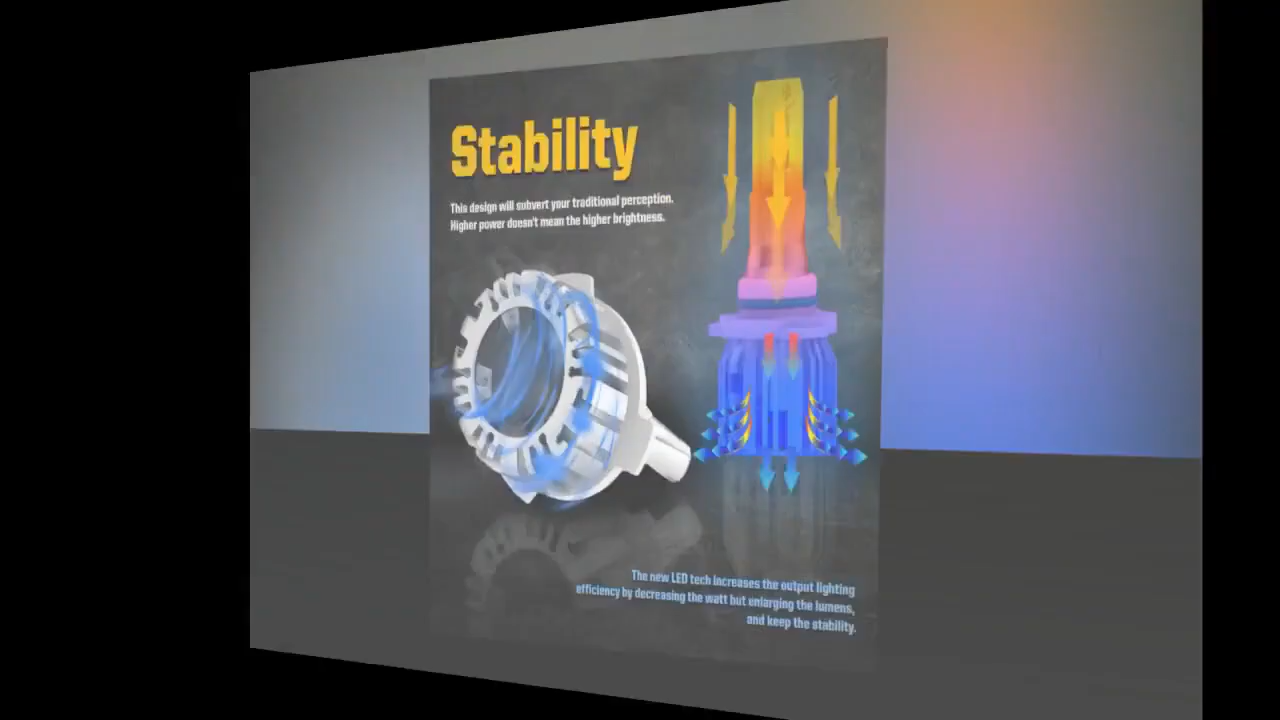 Stability
This design will subvert your traditional perception.
Higher power doesn't mean the higher brightness.
The new LED tech increases the output lighting
efficiency by decreasing the watt but enlarging the lumens,
and keep the stability.